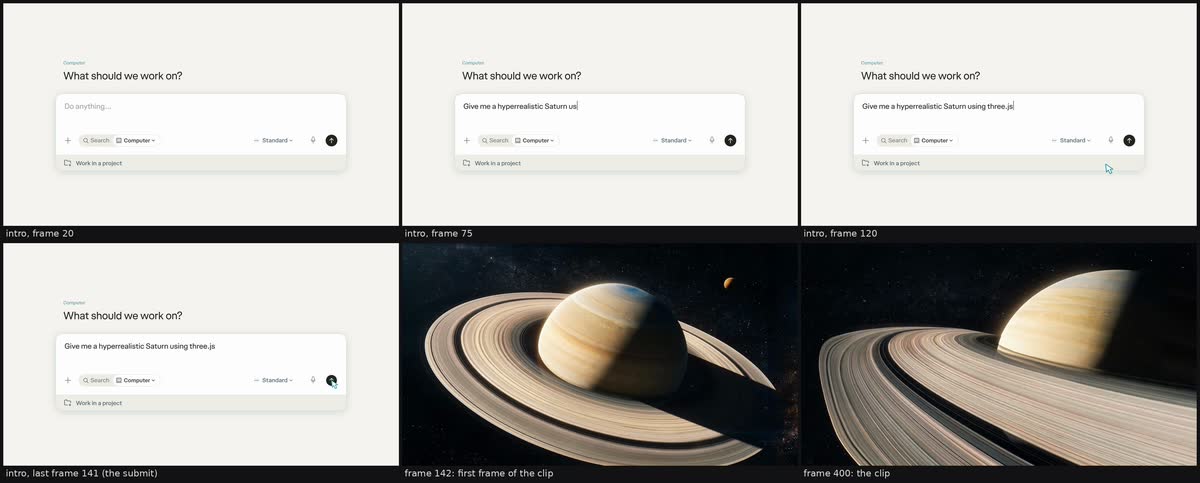 Computer
What should we work on?
Do anything...
Search
Computer
Standard
Work in a project
intro, frame 20
Computer
What should we work on?
Give me a hyperrealistic Saturn us
Search
Computer
Standard
Work in a project
intro, frame 75
Computer
What should we work on?
Give me a hyperrealistic Saturn using three.js
Search
Computer
Standard
Work in a project
intro, frame 120
Computer
What should we work on?
Give me a hyperrealistic Saturn using three.js
Search
Computer
Standard
Work in a project
intro, last frame 141 (the submit)
frame 142: first frame of the clip
frame 400: the clip